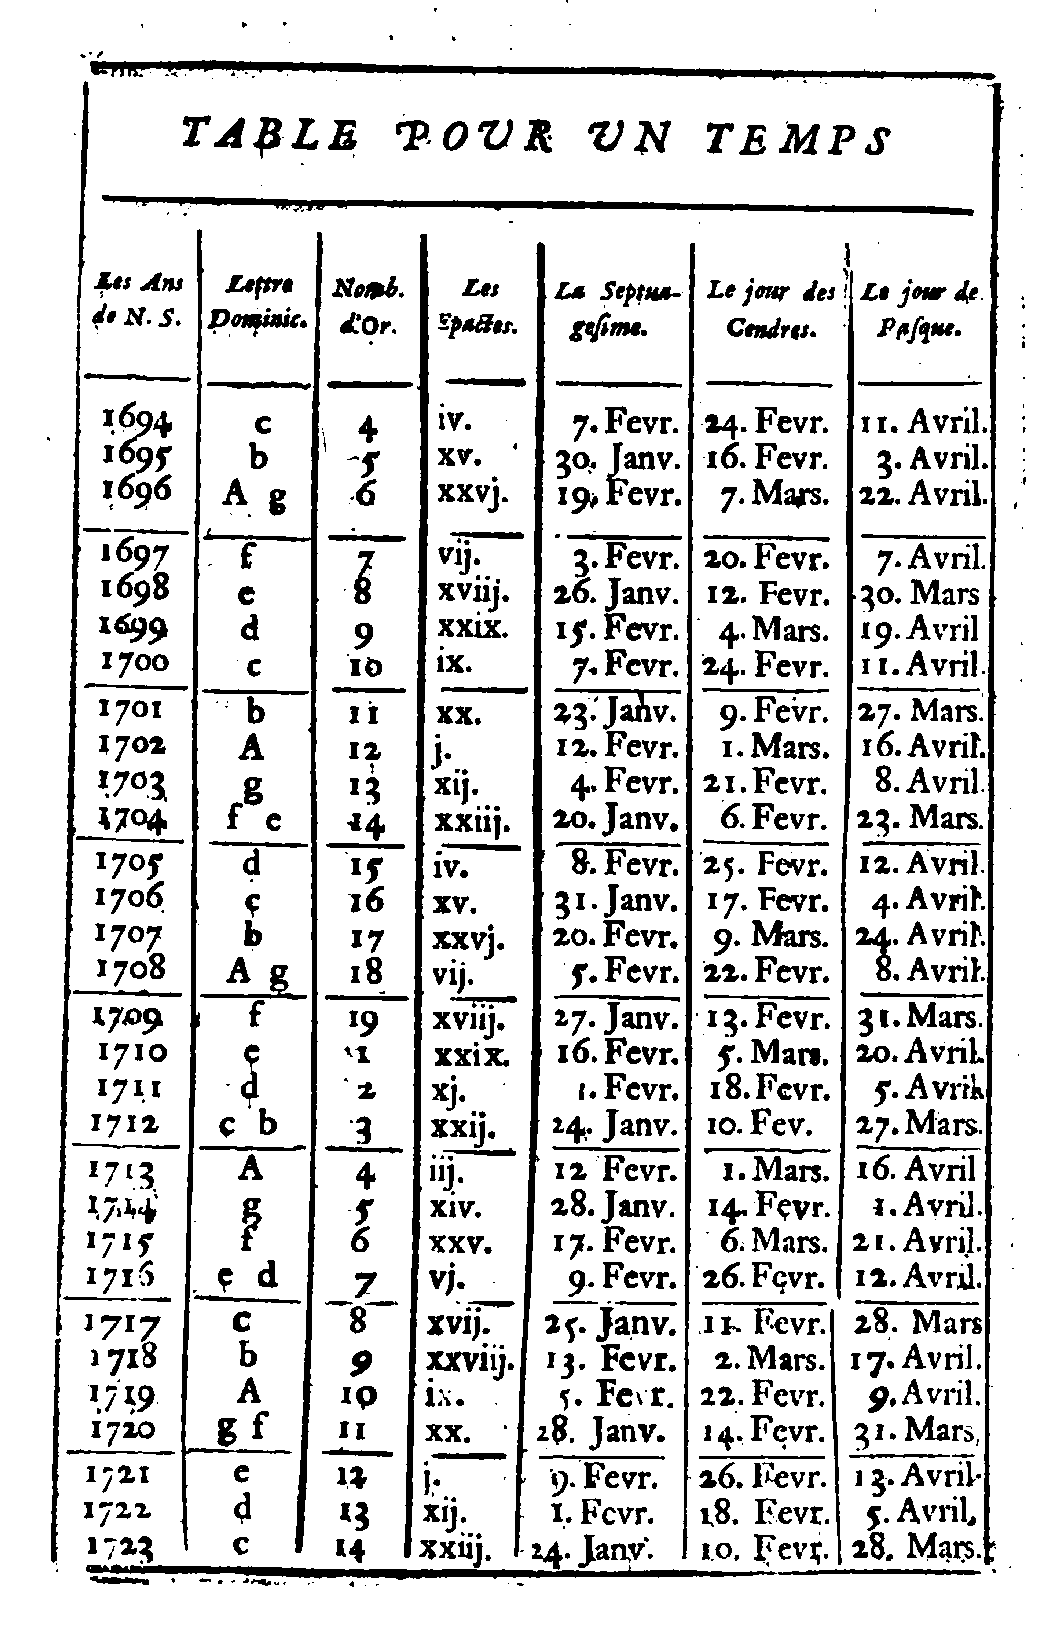 TABLE POUR UN TEMPS
Les Ans Lettre Nomb. Les La Septua- Le jour des Le jour de
de N. S. Dominic. d'Or. Epactes. gesime. Cendres. Pasque.
1694 c 4 iv. 7. Fevr. 24. Fevr. 11. Avril.
1695 b 5 xv. 30. Janv. 16. Fevr. 3. Avril.
1696 A g 6 xxvj. 19. Fevr. 7. Mars. 22. Avril.
1697 f 7 vij. 3. Fevr. 20. Fevr. 7. Avril.
1698 e 8 xviij. 26. Janv. 12. Fevr. 30. Mars
1699 d 9 xxix. 15. Fevr. 4. Mars. 19. Avril
1700 c 10 ix. 7. Fevr. 24. Fevr. 11. Avril.
1701 b 11 xx. 23. Janv. 9. Fevr. 27. Mars.
1702 A 12 j. 12. Fevr. 1. Mars. 16. Avril.
1703 g 13 xij. 4. Fevr. 21. Fevr. 8. Avril.
1704 f e 14 xxiij. 20. Janv. 6. Fevr. 23. Mars.
1705 d 15 iv. 8. Fevr. 25. Fevr. 12. Avril.
1706 c 16 xv. 31. Janv. 17. Fevr. 4. Avril.
1707 b 17 xxvj. 20. Fevr. 9. Mars. 24. Avril.
1708 A g 18 vij. 5. Fevr. 22. Fevr. 8. Avril.
1709 f 19 xviij. 27. Janv. 13. Fevr. 31. Mars.
1710 e 1 xxix. 16. Fevr. 5. Mars. 20. Avril.
1711 d 2 xj. 1. Fevr. 18. Fevr. 5. Avril.
1712 c b 3 xxij. 24. Janv. 10. Fev. 27. Mars.
1713 A 4 iij. 12 Fevr. 1. Mars. 16. Avril
1714 g 5 xiv. 28. Janv. 14. Fevr. 1. Avril.
1715 f 6 xxv. 17. Fevr. 6. Mars. 21. Avril.
1716 e d 7 vj. 9. Fevr. 26. Fevr. 12. Avril.
1717 c 8 xvij. 25. Janv. 11. Fevr. 28. Mars
1718 b 9 xxviij. 13. Fevr. 2. Mars. 17. Avril.
1719 A 10 ix. 5. Fevr. 22. Fevr. 9. Avril.
1720 g f 11 xx. 28. Janv. 14. Fevr. 31. Mars,
1721 e 12 j. 9. Fevr. 26. Fevr. 13. Avril.
1722 d 13 xij. 1. Fevr. 18. Fevr. 5. Avril.
1723 c 14 xxiij. 24. Janv. 10. Fevr. 28. Mars.